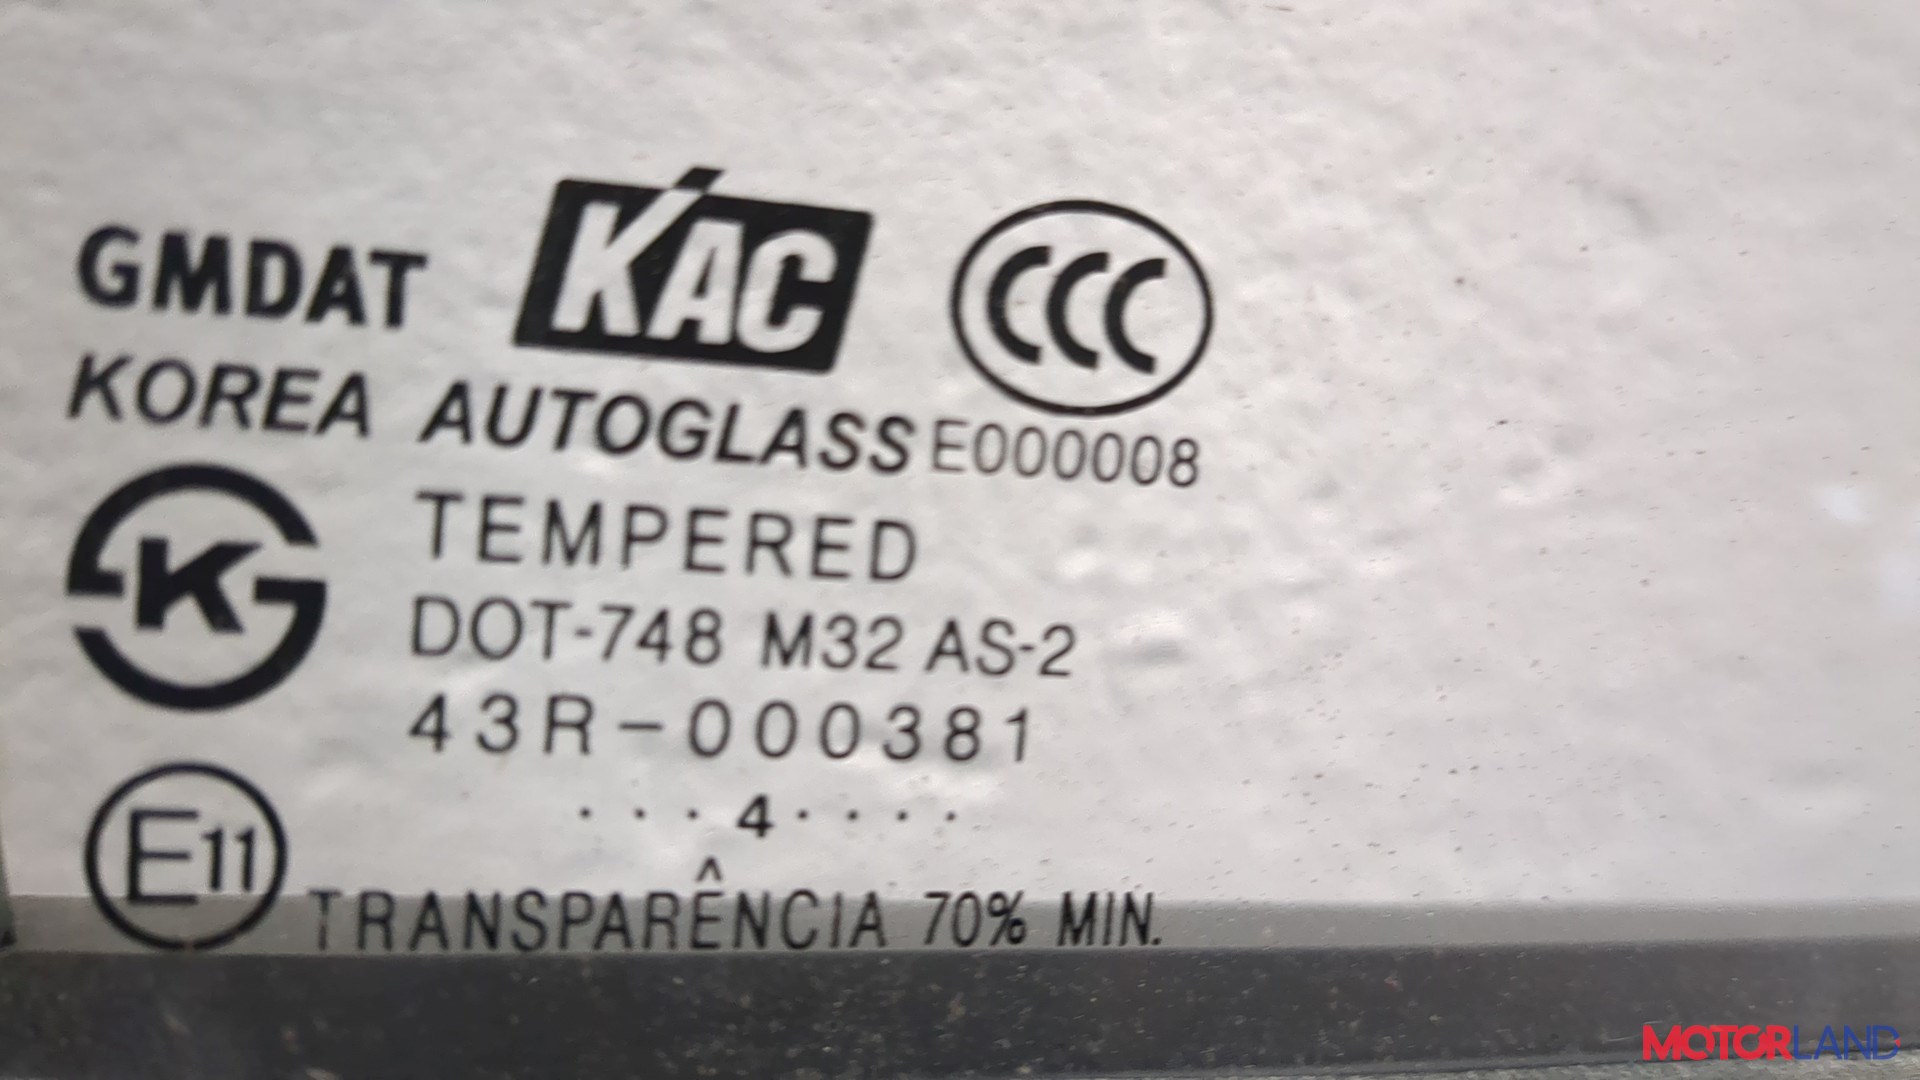 GMDAT KAC CCC
KOREA AUTOGLASS E000008
K
TEMPERED
DOT-748 M32 AS-2
43R-000381
···4····
E11
TRANSPARÊNCIA 70% MIN.
MOTORLAND